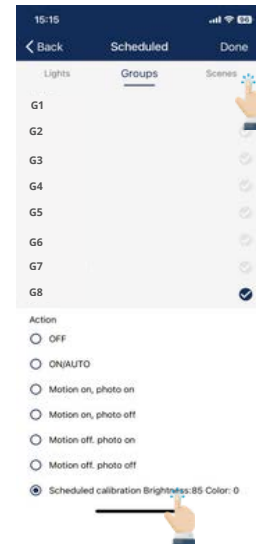 15:15
Back Scheduled Done
Lights Groups Scenes
G1
G2
G3
G4
G5
G6
G7
G8
Action
OFF
ON/AUTO
Motion on, photo on
Motion on, photo off
Motion off. photo on
Motion off. photo off
Scheduled calibration Brightness:85 Color: 0